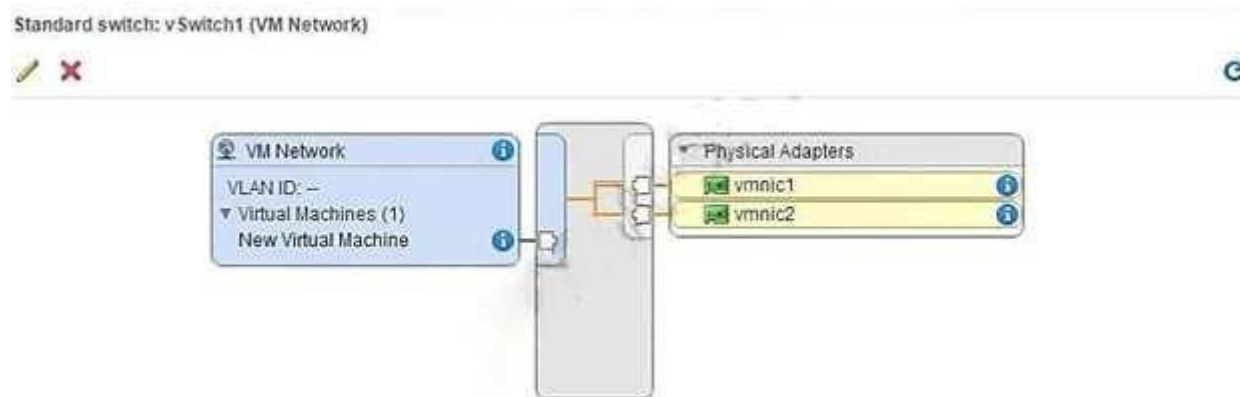 Standard switch: vSwitch1 (VM Network)
VM Network
VLAN ID: --
Virtual Machines (1)
New Virtual Machine
Physical Adapters
vmnic1
vmnic2